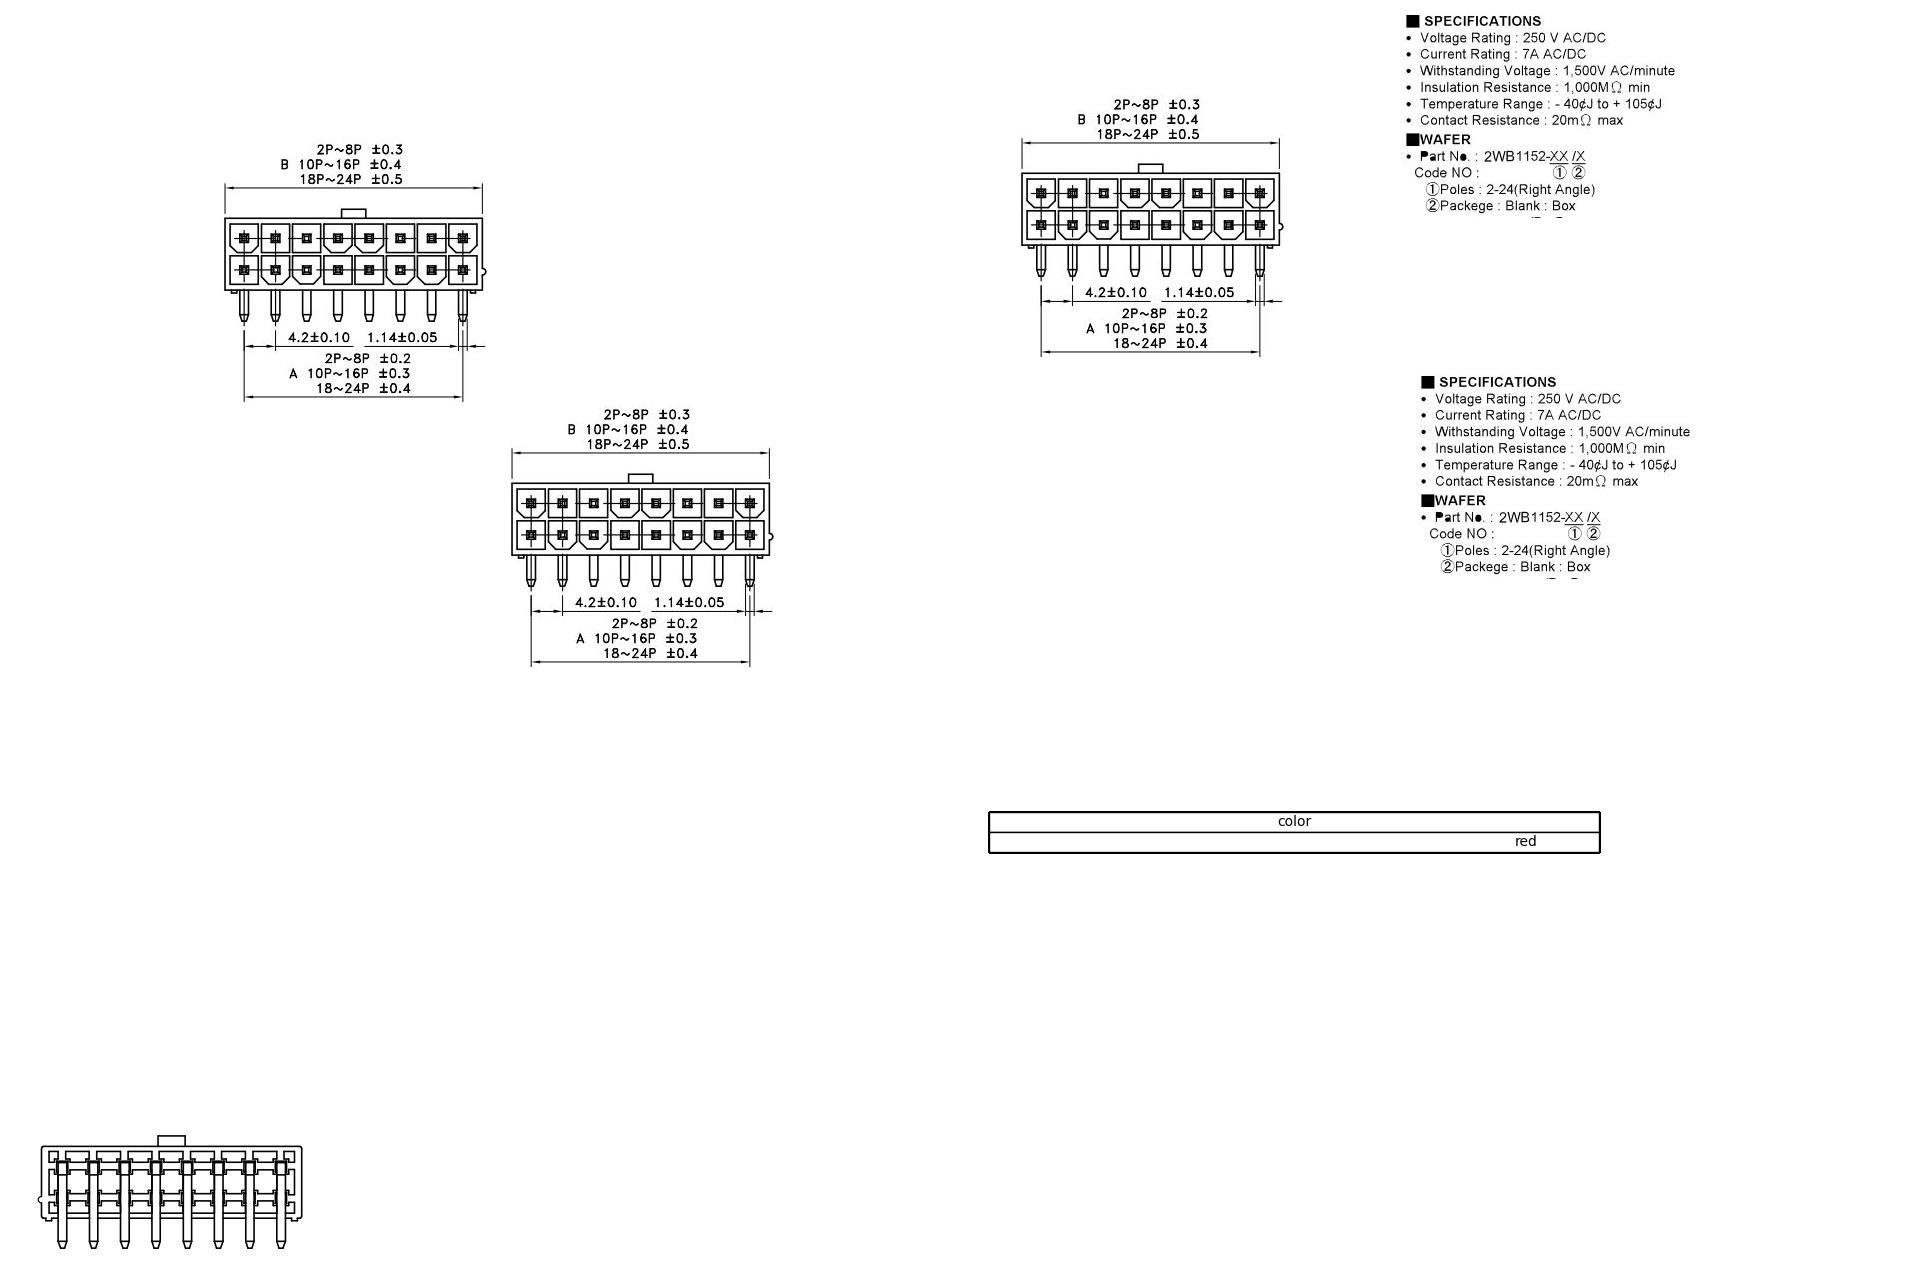 ■ SPECIFICATIONS
• Voltage Rating : 250 V AC/DC
• Current Rating : 7A AC/DC
• Withstanding Voltage : 1,500V AC/minute
• Insulation Resistance : 1,000MΩ min
• Temperature Range : - 40¢J to + 105¢J
• Contact Resistance : 20mΩ max
■WAFER
• Part No. : 2WB1152-XX /X
Code NO : ① ②
①Poles : 2-24(Right Angle)
②Packege : Blank : Box
2P~8P ±0.3
B 10P~16P ±0.4
18P~24P ±0.5
4.2±0.10 1.14±0.05
2P~8P ±0.2
A 10P~16P ±0.3
18~24P ±0.4
2P~8P ±0.3
B 10P~16P ±0.4
18P~24P ±0.5
4.2±0.10 1.14±0.05
2P~8P ±0.2
A 10P~16P ±0.3
18~24P ±0.4
■ SPECIFICATIONS
• Voltage Rating : 250 V AC/DC
• Current Rating : 7A AC/DC
• Withstanding Voltage : 1,500V AC/minute
• Insulation Resistance : 1,000MΩ min
• Temperature Range : - 40¢J to + 105¢J
• Contact Resistance : 20mΩ max
■WAFER
• Part No. : 2WB1152-XX /X
Code NO : ① ②
①Poles : 2-24(Right Angle)
②Packege : Blank : Box
2P~8P ±0.3
B 10P~16P ±0.4
18P~24P ±0.5
4.2±0.10 1.14±0.05
2P~8P ±0.2
A 10P~16P ±0.3
18~24P ±0.4
color
red